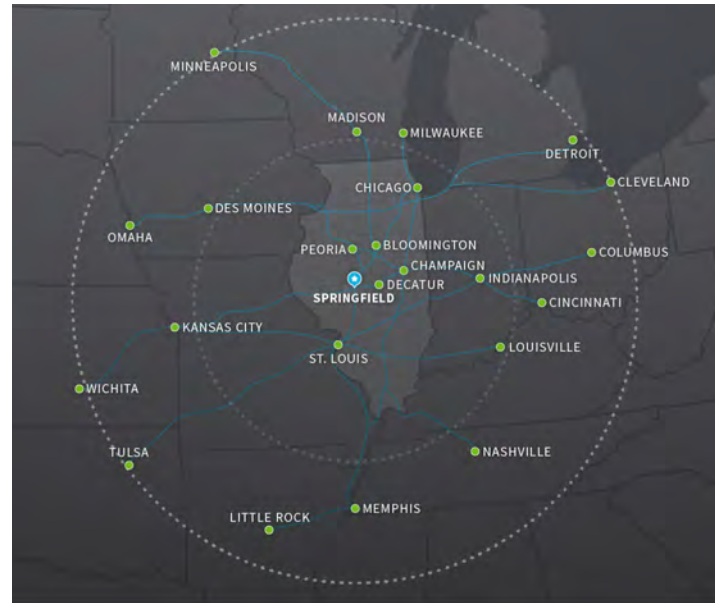 MINNEAPOLIS
MADISON
MILWAUKEE
DETROIT
CHICAGO
CLEVELAND
DES MOINES
OMAHA
PEORIA
BLOOMINGTON
COLUMBUS
CHAMPAIGN
INDIANAPOLIS
DECATUR
SPRINGFIELD
CINCINNATI
KANSAS CITY
LOUISVILLE
ST. LOUIS
WICHITA
TULSA
NASHVILLE
MEMPHIS
LITTLE ROCK